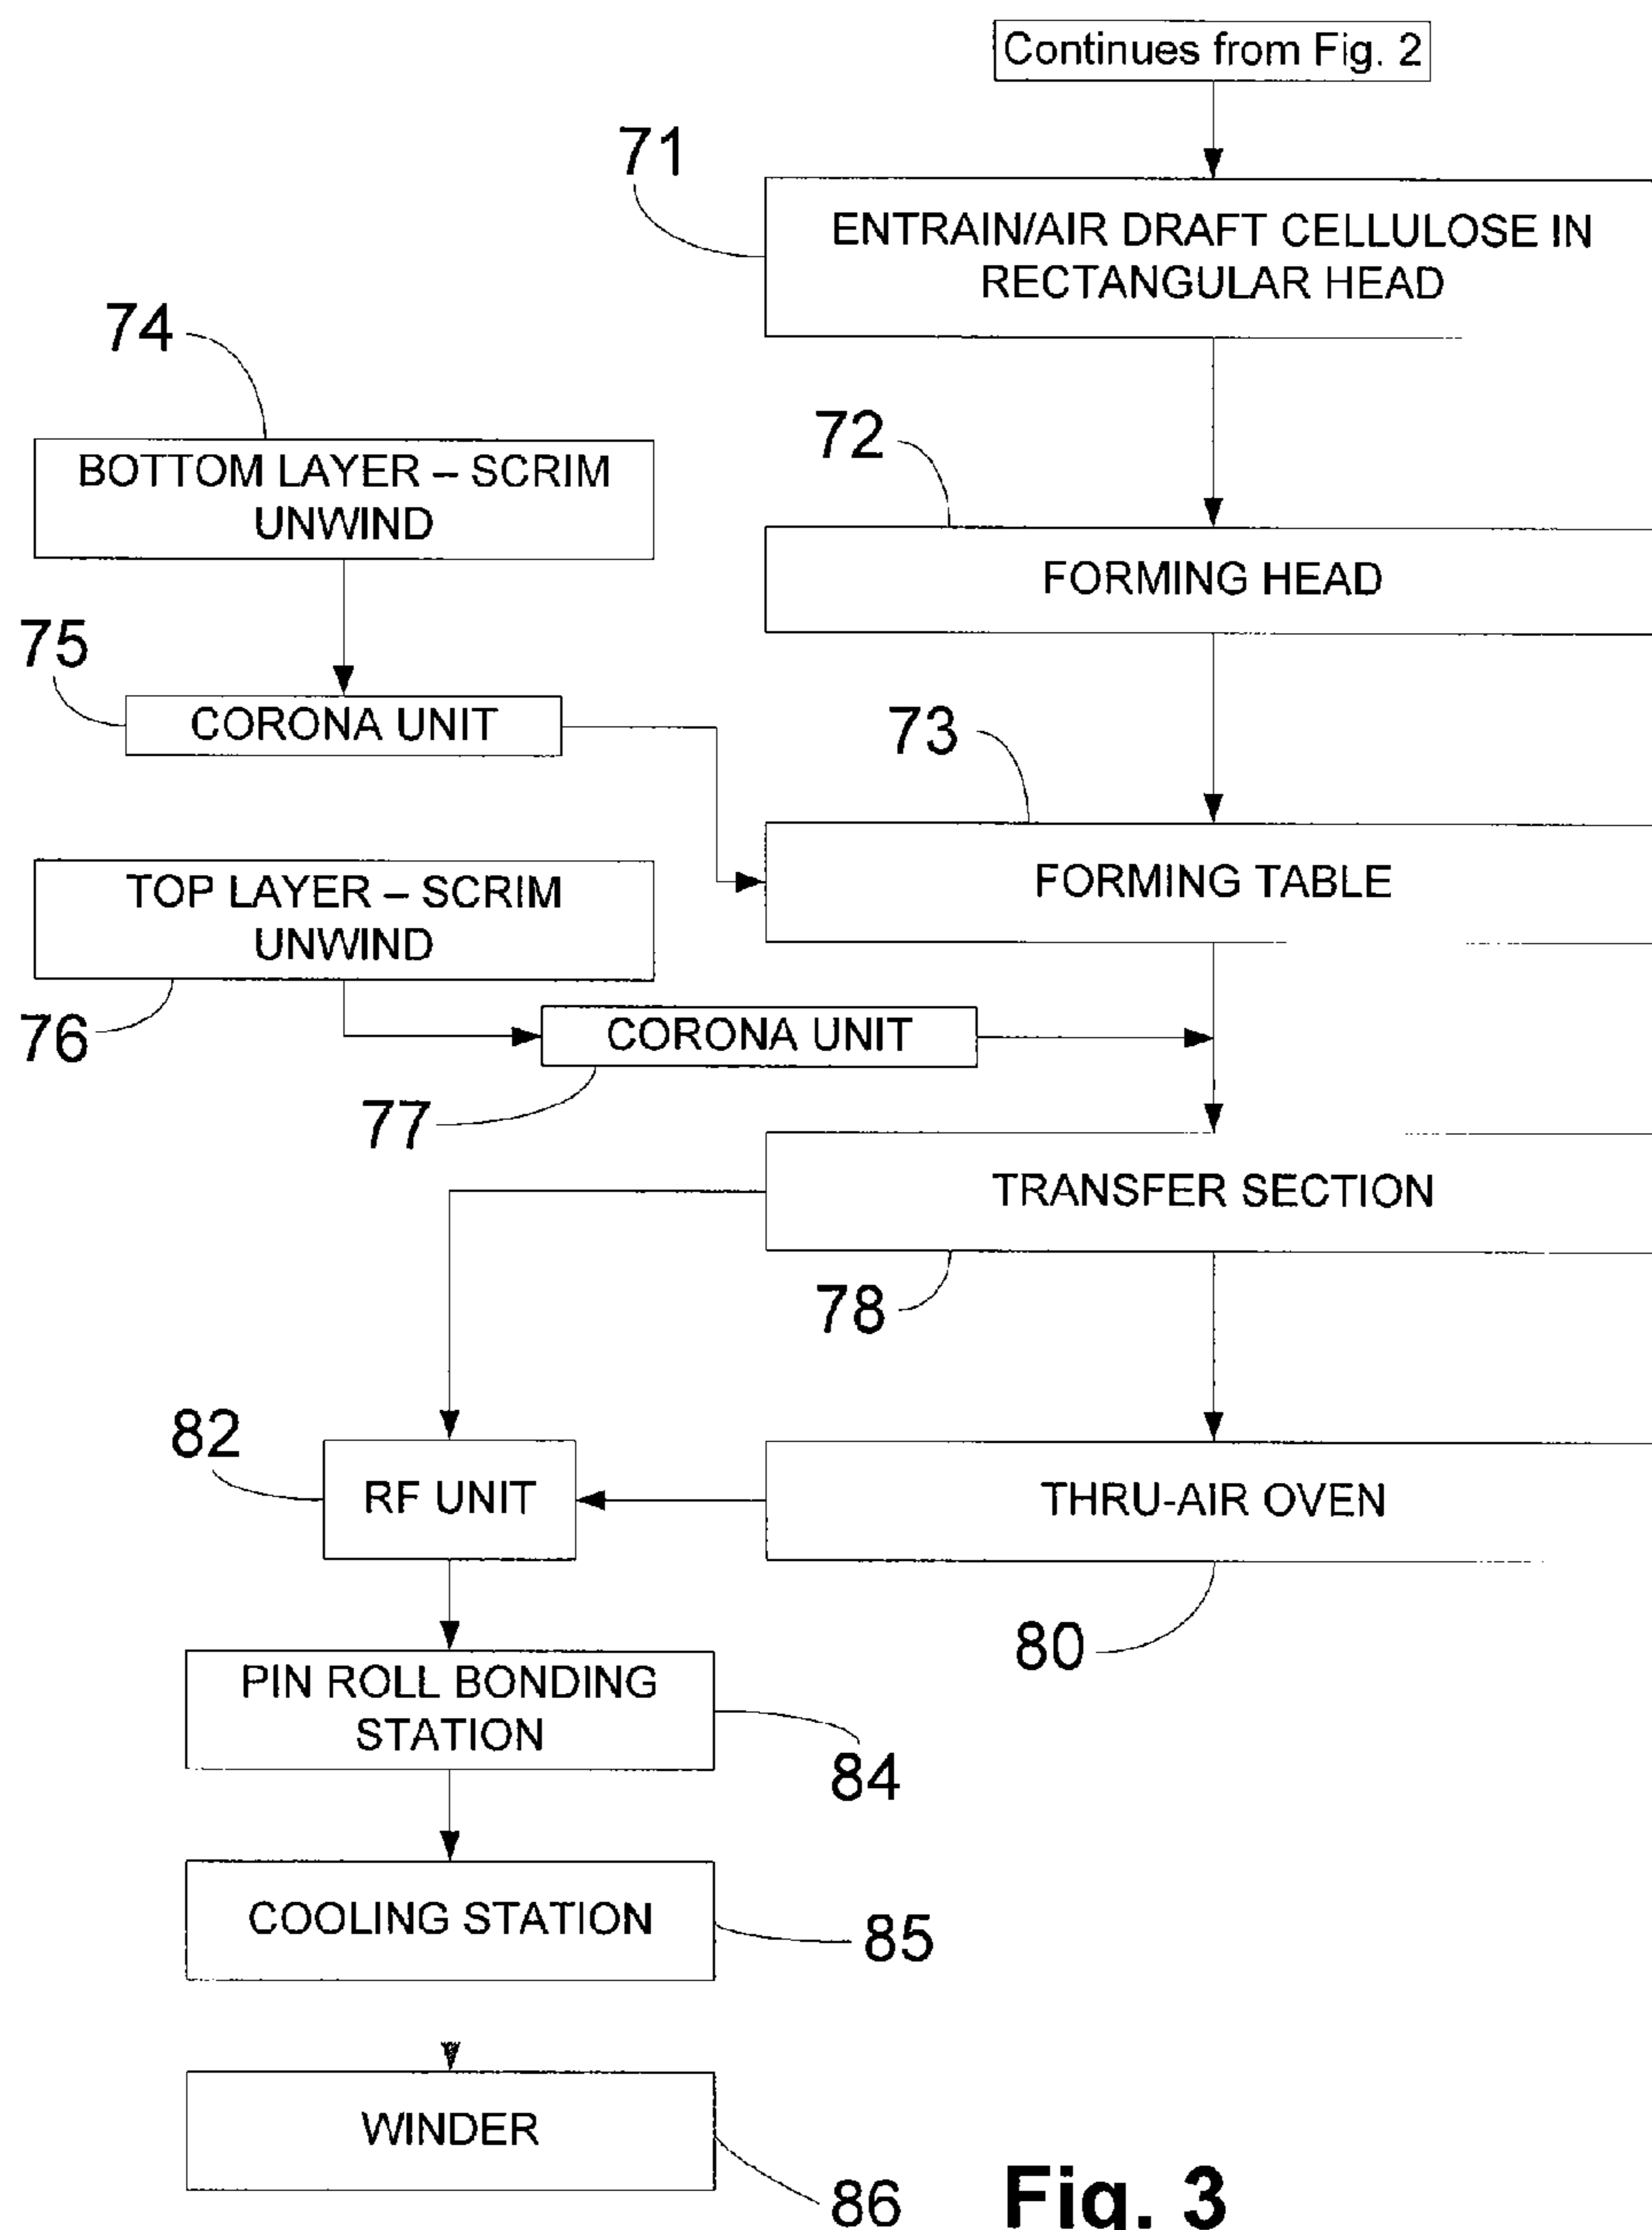 Continues from Fig. 2
71
ENTRAIN/AIR DRAFT CELLULOSE IN
RECTANGULAR HEAD
74
BOTTOM LAYER – SCRIM
UNWIND
72
FORMING HEAD
75
CORONA UNIT
73
FORMING TABLE
TOP LAYER – SCRIM
UNWIND
76
CORONA UNIT
77
TRANSFER SECTION
78
82
RF UNIT
THRU-AIR OVEN
80
PIN ROLL BONDING
STATION
84
COOLING STATION
85
WINDER
86
Fig. 3